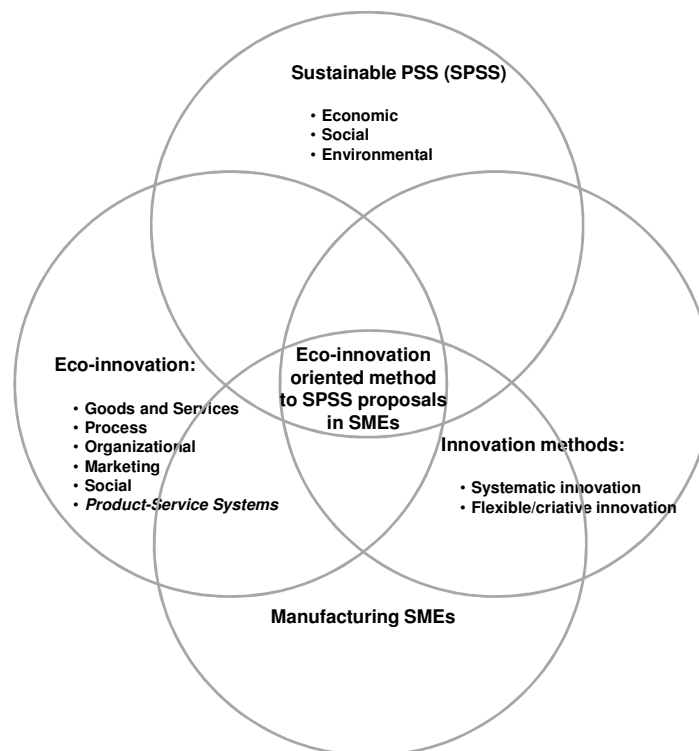 Sustainable PSS (SPSS)
• Economic
• Social
• Environmental
Eco-innovation:
• Goods and Services
• Process
• Organizational
• Marketing
• Social
• Product-Service Systems
Eco-innovation
oriented method
to SPSS proposals
in SMEs
Innovation methods:
• Systematic innovation
• Flexible/criative innovation
Manufacturing SMEs